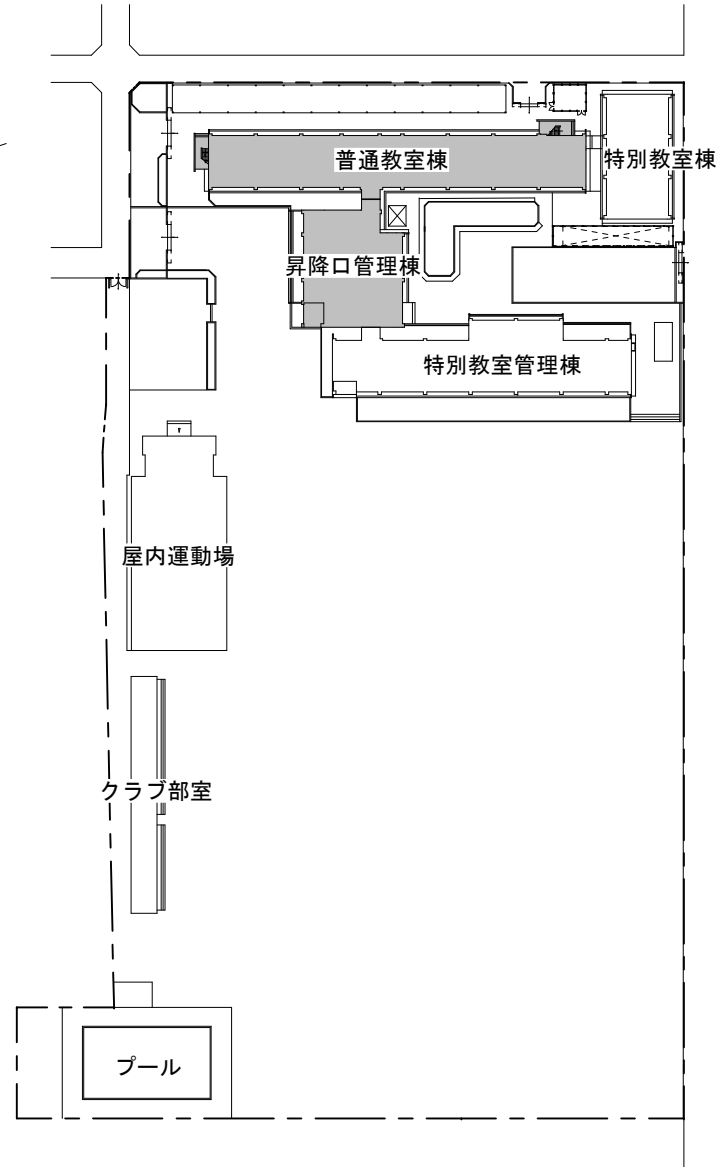 普通教室棟
特別教室棟
昇降口管理棟
特別教室管理棟
屋内運動場
クラブ部室
プール